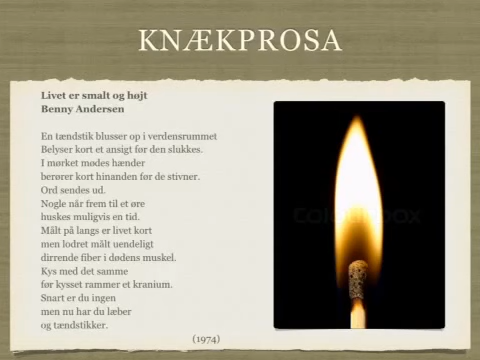 KNÆKPROSA
Livet er smalt og højt
Benny Andersen
En tændstik blusser op i verdensrummet
Belyser kort et ansigt før den slukkes.
I mørket mødes hænder
berører kort hinanden før de stivner.
Ord sendes ud.
Nogle når frem til et øre
huskes muligvis en tid.
Målt på langs er livet kort
men lodret målt uendeligt
dirrende fiber i dødens muskel.
Kys med det samme
før kysset rammer et kranium.
Snart er du ingen
men nu har du læber
og tændstikker.
(1974)
colourbox